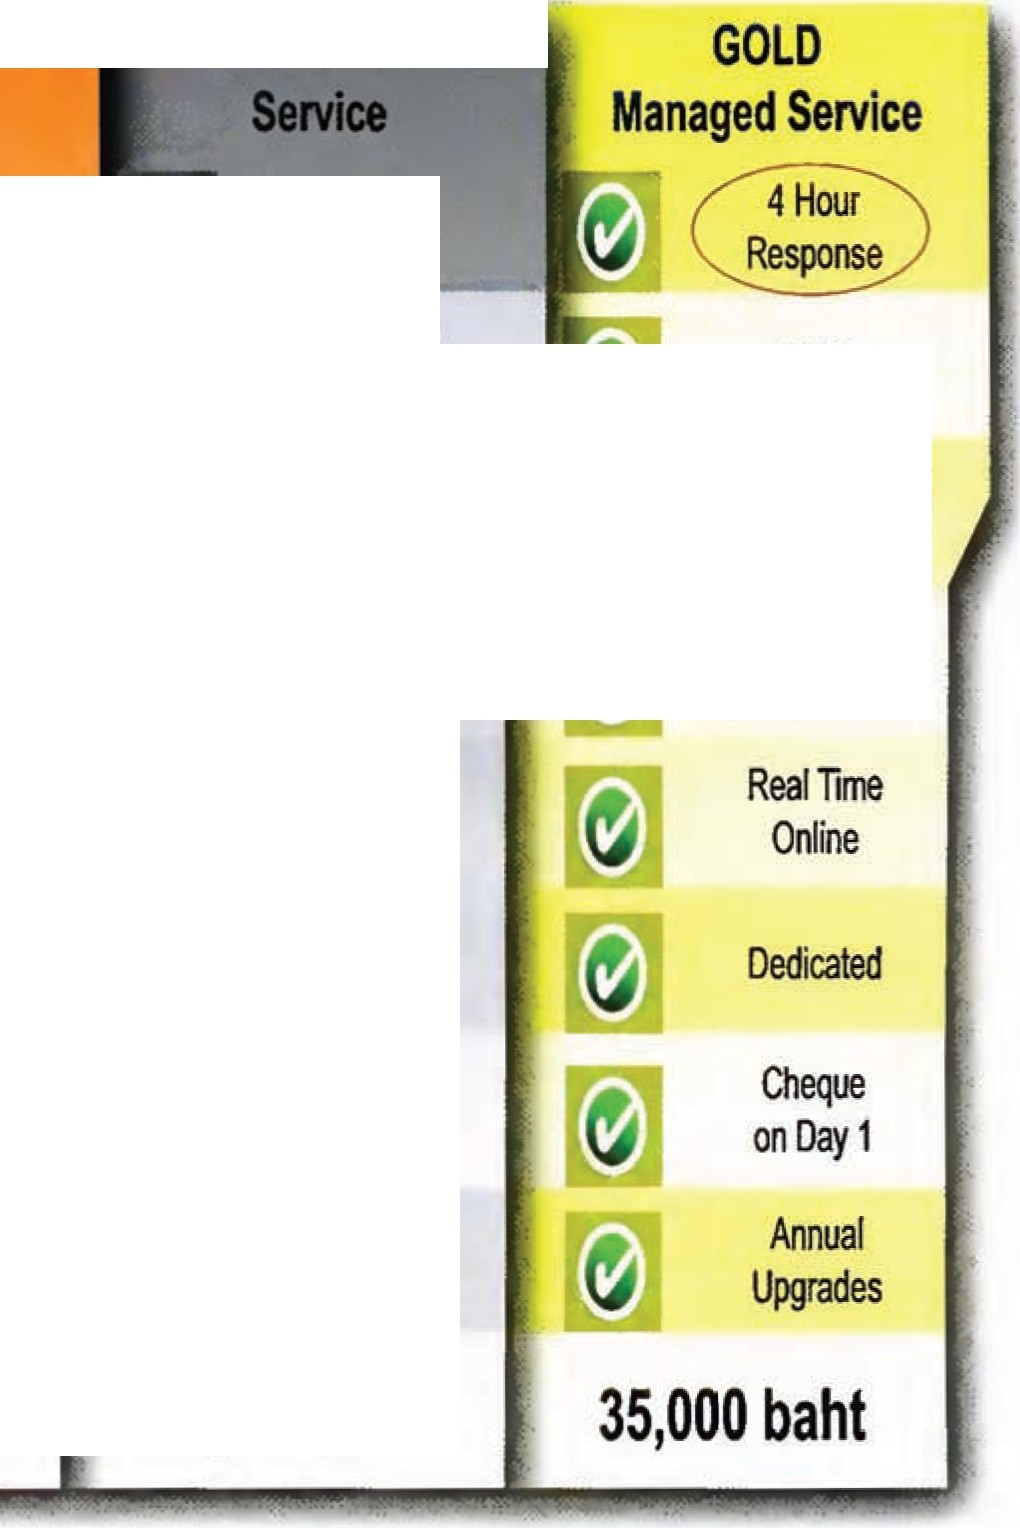 GOLD
Managed Service
Service
4 Hour
Response
Real Time
Online
Dedicated
Cheque
on Day 1
Annual
Upgrades
35,000 baht